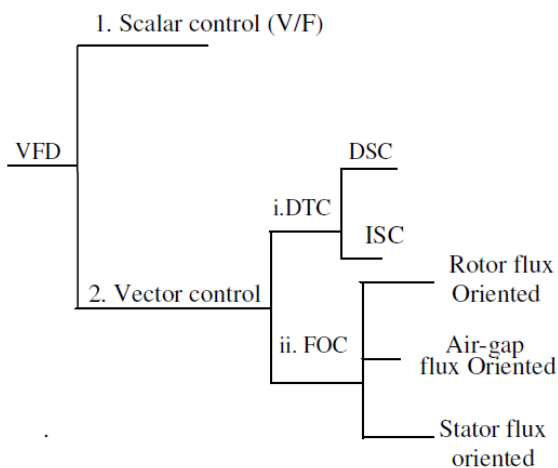 1. Scalar control (V/F)
VFD
DSC
i.DTC
ISC
2. Vector control
Rotor flux
Oriented
ii. FOC
Air-gap
flux Oriented
Stator flux
oriented
.